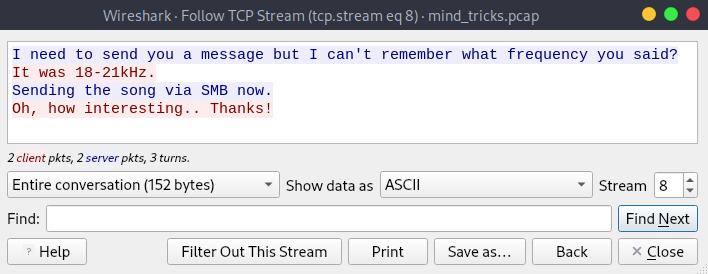 Wireshark · Follow TCP Stream (tcp.stream eq 8) · mind_tricks.pcap
I need to send you a message but I can't remember what frequency you said?
It was 18-21kHz.
Sending the song via SMB now.
Oh, how interesting.. Thanks!
2 client pkts, 2 server pkts, 3 turns.
Entire conversation (152 bytes) Show data as ASCII Stream 8
Find: Find Next
? Help Filter Out This Stream Print Save as… Back Close